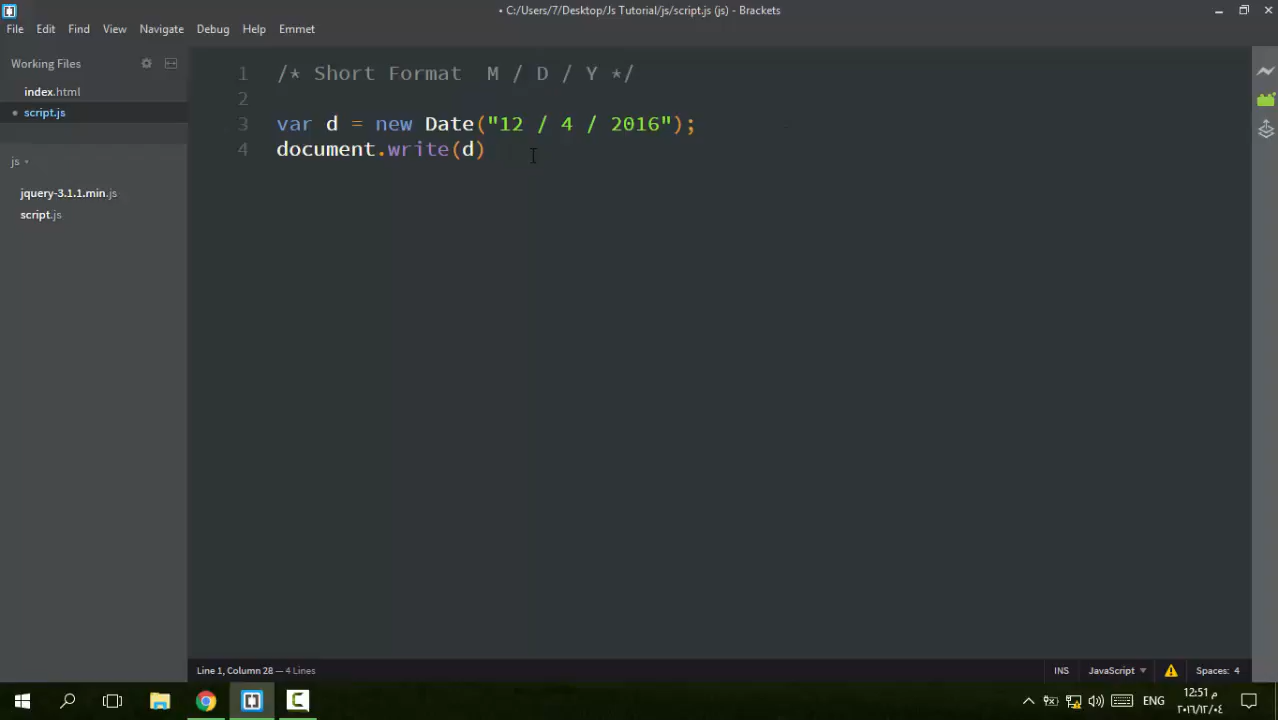 • C:/Users/7/Desktop/Js Tutorial/js/script.js (js) - Brackets
File Edit Find View Navigate Debug Help Emmet
Working Files
index.html
• script.js
js
jquery-3.1.1.min.js
script.js
1 /* Short Format  M / D / Y */
2
3 var d = new Date("12 / 4 / 2016");
4 document.write(d)
Line 1, Column 28 — 4 Lines
INS JavaScript Spaces: 4
ENG
12:51 م
٢٠١٦/١٢/٠٤